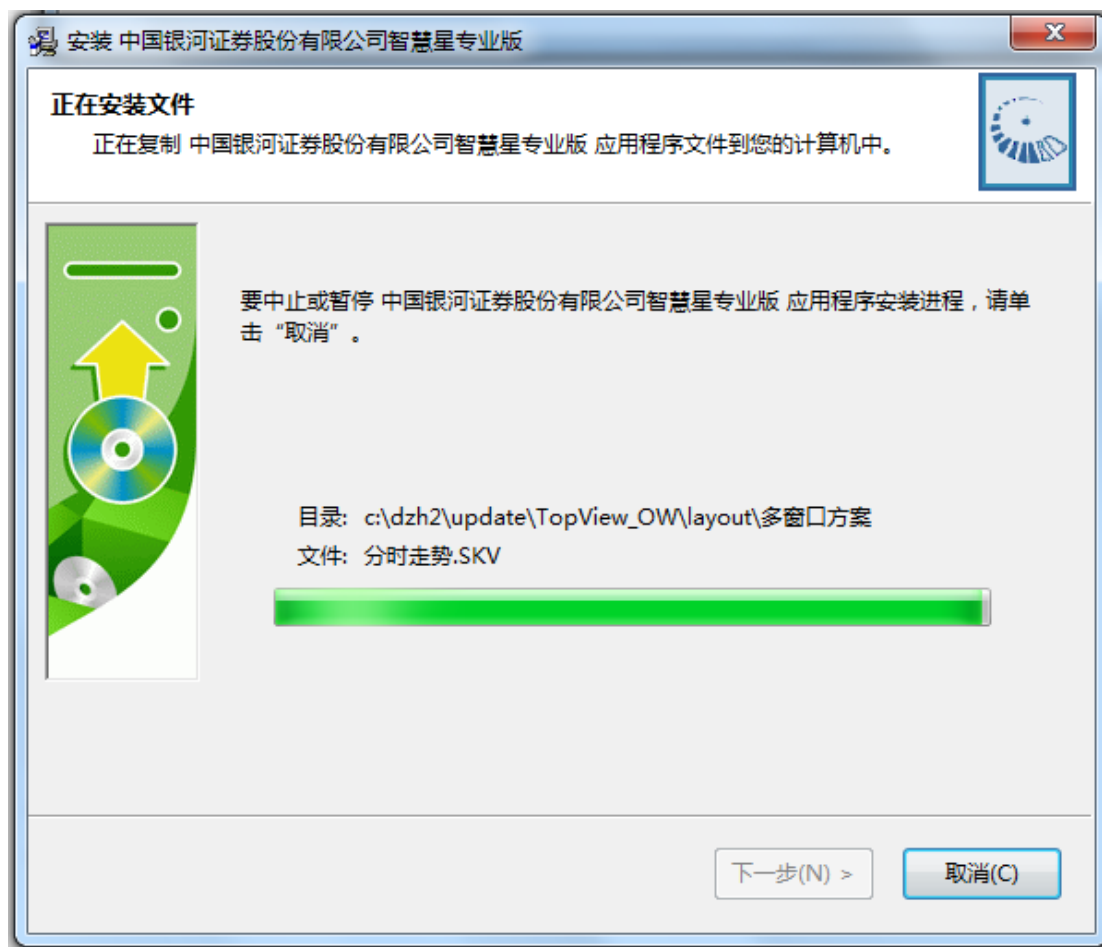 安装 中国银河证券股份有限公司智慧星专业版
正在安装文件
正在复制 中国银河证券股份有限公司智慧星专业版 应用程序文件到您的计算机中。
要中止或暂停 中国银河证券股份有限公司智慧星专业版 应用程序安装进程，请单
击“取消”。
目录: c:\dzh2\update\TopView_OW\layout\多窗口方案
文件: 分时走势.SKV
下一步(N) >
取消(C)